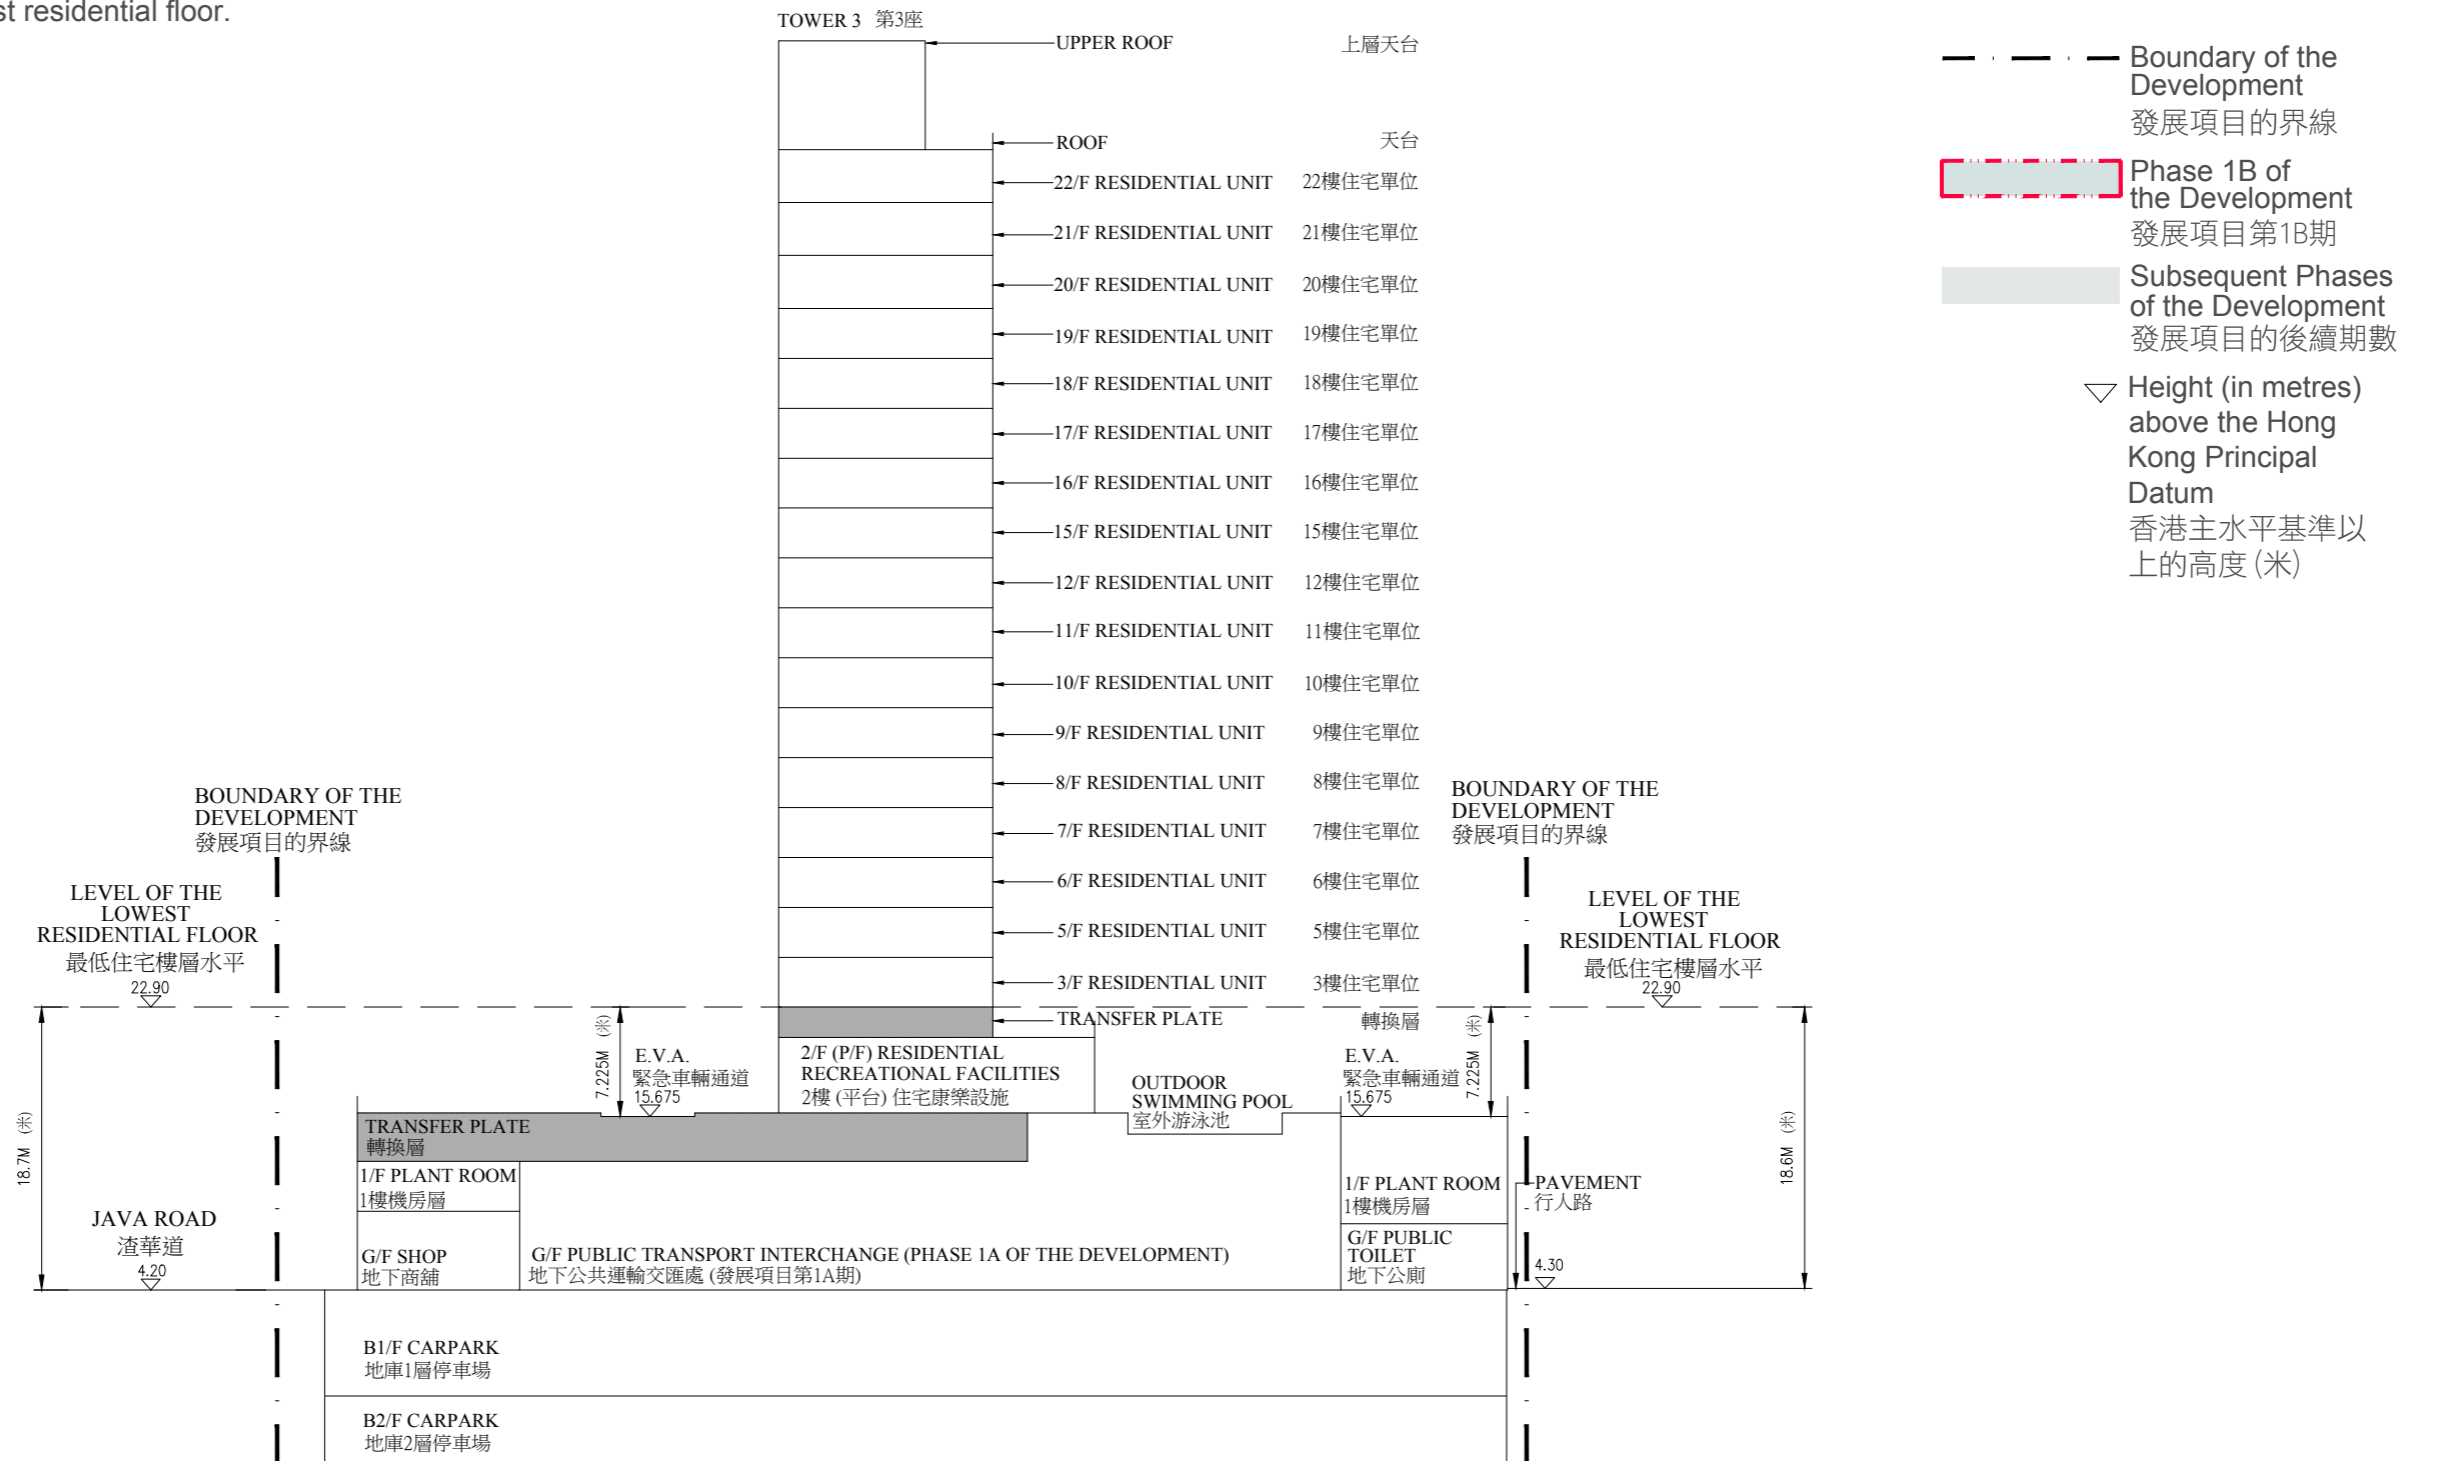 st residential floor.
TOWER 3 第3座
UPPER ROOF 上層天台
ROOF 天台
22/F RESIDENTIAL UNIT 22樓住宅單位
21/F RESIDENTIAL UNIT 21樓住宅單位
20/F RESIDENTIAL UNIT 20樓住宅單位
19/F RESIDENTIAL UNIT 19樓住宅單位
18/F RESIDENTIAL UNIT 18樓住宅單位
17/F RESIDENTIAL UNIT 17樓住宅單位
16/F RESIDENTIAL UNIT 16樓住宅單位
15/F RESIDENTIAL UNIT 15樓住宅單位
12/F RESIDENTIAL UNIT 12樓住宅單位
11/F RESIDENTIAL UNIT 11樓住宅單位
10/F RESIDENTIAL UNIT 10樓住宅單位
9/F RESIDENTIAL UNIT 9樓住宅單位
8/F RESIDENTIAL UNIT 8樓住宅單位
7/F RESIDENTIAL UNIT 7樓住宅單位
6/F RESIDENTIAL UNIT 6樓住宅單位
5/F RESIDENTIAL UNIT 5樓住宅單位
3/F RESIDENTIAL UNIT 3樓住宅單位
TRANSFER PLATE 轉換層
Boundary of the
Development
發展項目的界線
Phase 1B of
the Development
發展項目第1B期
Subsequent Phases
of the Development
發展項目的後續期數
Height (in metres)
above the Hong
Kong Principal
Datum
香港主水平基準以
上的高度 (米)
BOUNDARY OF THE
DEVELOPMENT
發展項目的界線
LEVEL OF THE
LOWEST
RESIDENTIAL FLOOR
最低住宅樓層水平
22.90
18.7M (米)
JAVA ROAD
渣華道
4.20
7.225M (米)
E.V.A.
緊急車輛通道
15.675
2/F (P/F) RESIDENTIAL
RECREATIONAL FACILITIES
2樓 (平台) 住宅康樂設施
OUTDOOR
SWIMMING POOL
室外游泳池
TRANSFER PLATE
轉換層
1/F PLANT ROOM
1樓機房層
G/F SHOP
地下商舖
G/F PUBLIC TRANSPORT INTERCHANGE (PHASE 1A OF THE DEVELOPMENT)
地下公共運輸交匯處 (發展項目第1A期)
BOUNDARY OF THE
DEVELOPMENT
發展項目的界線
LEVEL OF THE
LOWEST
RESIDENTIAL FLOOR
最低住宅樓層水平
22.90
E.V.A.
緊急車輛通道
15.675
7.225M (米)
1/F PLANT ROOM
1樓機房層
G/F PUBLIC
TOILET
地下公廁
PAVEMENT
行人路
4.30
18.6M (米)
B1/F CARPARK
地庫1層停車場
B2/F CARPARK
地庫2層停車場